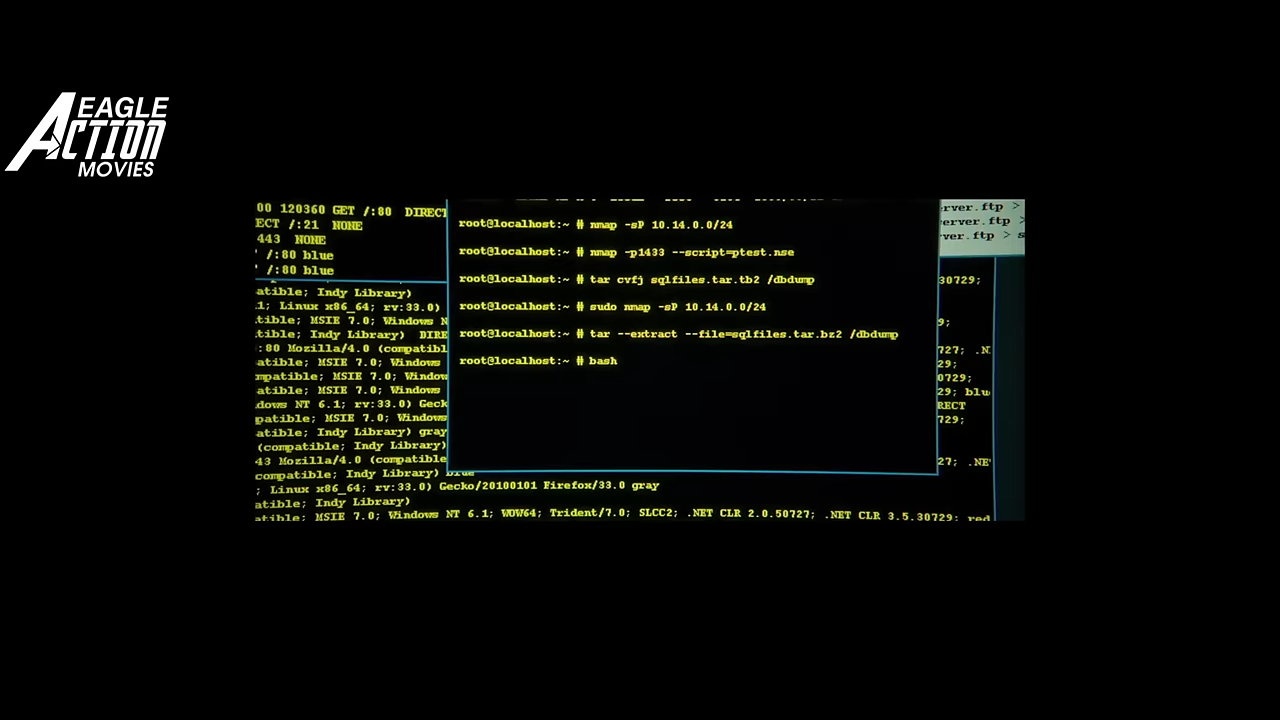 EAGLE
ACTION
MOVIES
00 120360 GET /:80 DIRECT
ECT /:21 NONE
443 NONE
" /:80 blue
" /:80 blue
root@localhost:~ # nmap -sP 10.14.0.0/24
root@localhost:~ # nmap -p1433 --script=ptest.nse
root@localhost:~ # tar cvfj sqlfiles.tar.tb2 /dbdump
root@localhost:~ # sudo nmap -sP 10.14.0.0/24
root@localhost:~ # tar --extract --file=sqlfiles.tar.bz2 /dbdump
root@localhost:~ # bash
erver.ftp >
erver.ftp >
ver.ftp > s
atible; Indy Library)
1; Linux x86_64; rv:33.0)
tible; MSIE 7.0; Windows N
tible; Indy Library) DIRE
:80 Mozilla/4.0 (compatibl
atible; MSIE 7.0; Windows
mpatible; MSIE 7.0; Windows
atible; MSIE 7.0; Windows
dows NT 6.1; rv:33.0) Geck
patible; MSIE 7.0; Windows
atible; Indy Library) gray
(compatible; Indy Library)
43 Mozilla/4.0 (compatible
compatible; Indy Library) blue
; Linux x86_64; rv:33.0) Gecko/20100101 Firefox/33.0 gray
atible; Indy Library)
atible; MSIE 7.0; Windows NT 6.1; WOW64; Trident/7.0; SLCC2; .NET CLR 2.0.50727; .NET CLR 3.5.30729; red
30729;
9;
727; .N
29;
0729;
29; blu
RECT
729;
27; .NE